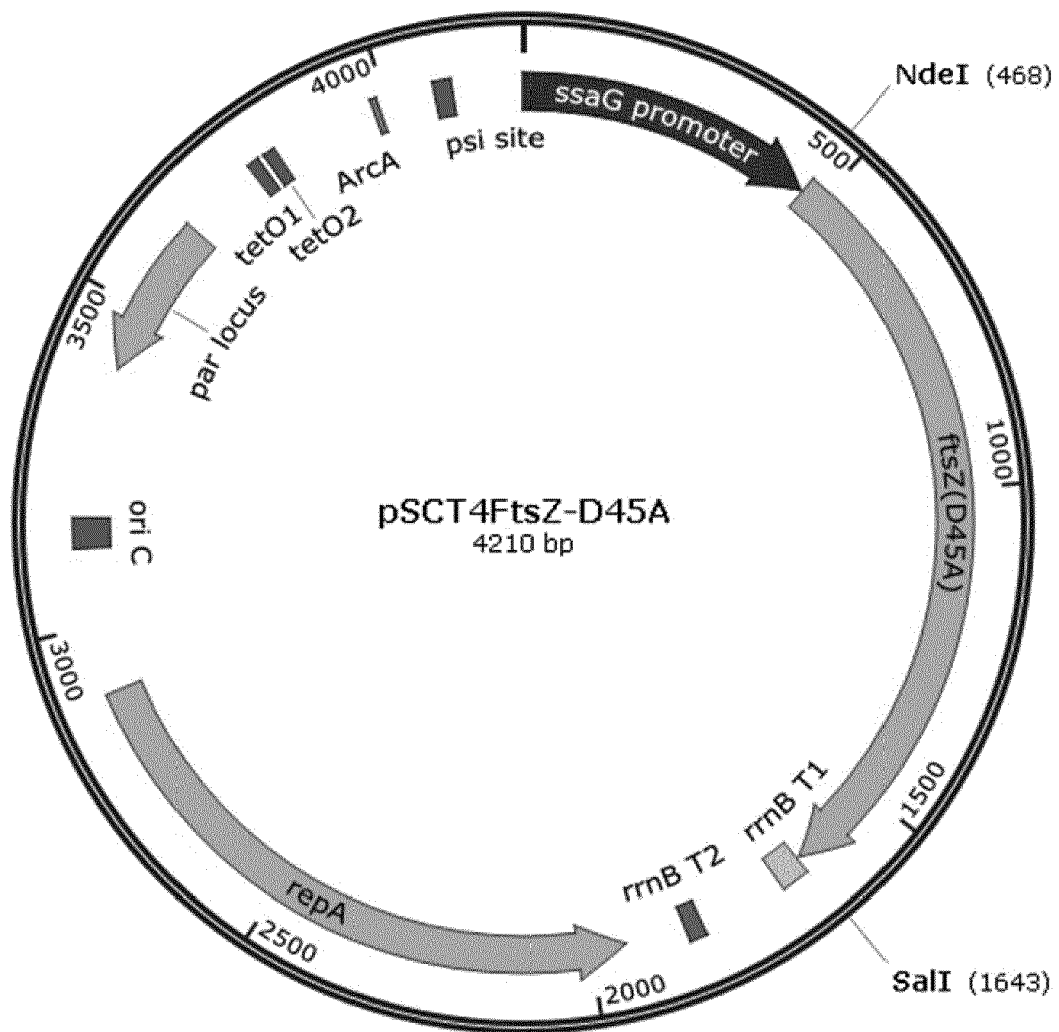 pSCT4FtsZ-D45A
4210 bp
ssaG promoter
NdeI (468)
500
ftsZ(D45A)
1000
1500
SalI (1643)
rrnB T1
rrnB T2
2000
repA
2500
3000
ori C
par locus
3500
tetO1
tetO2
ArcA
4000
psi site